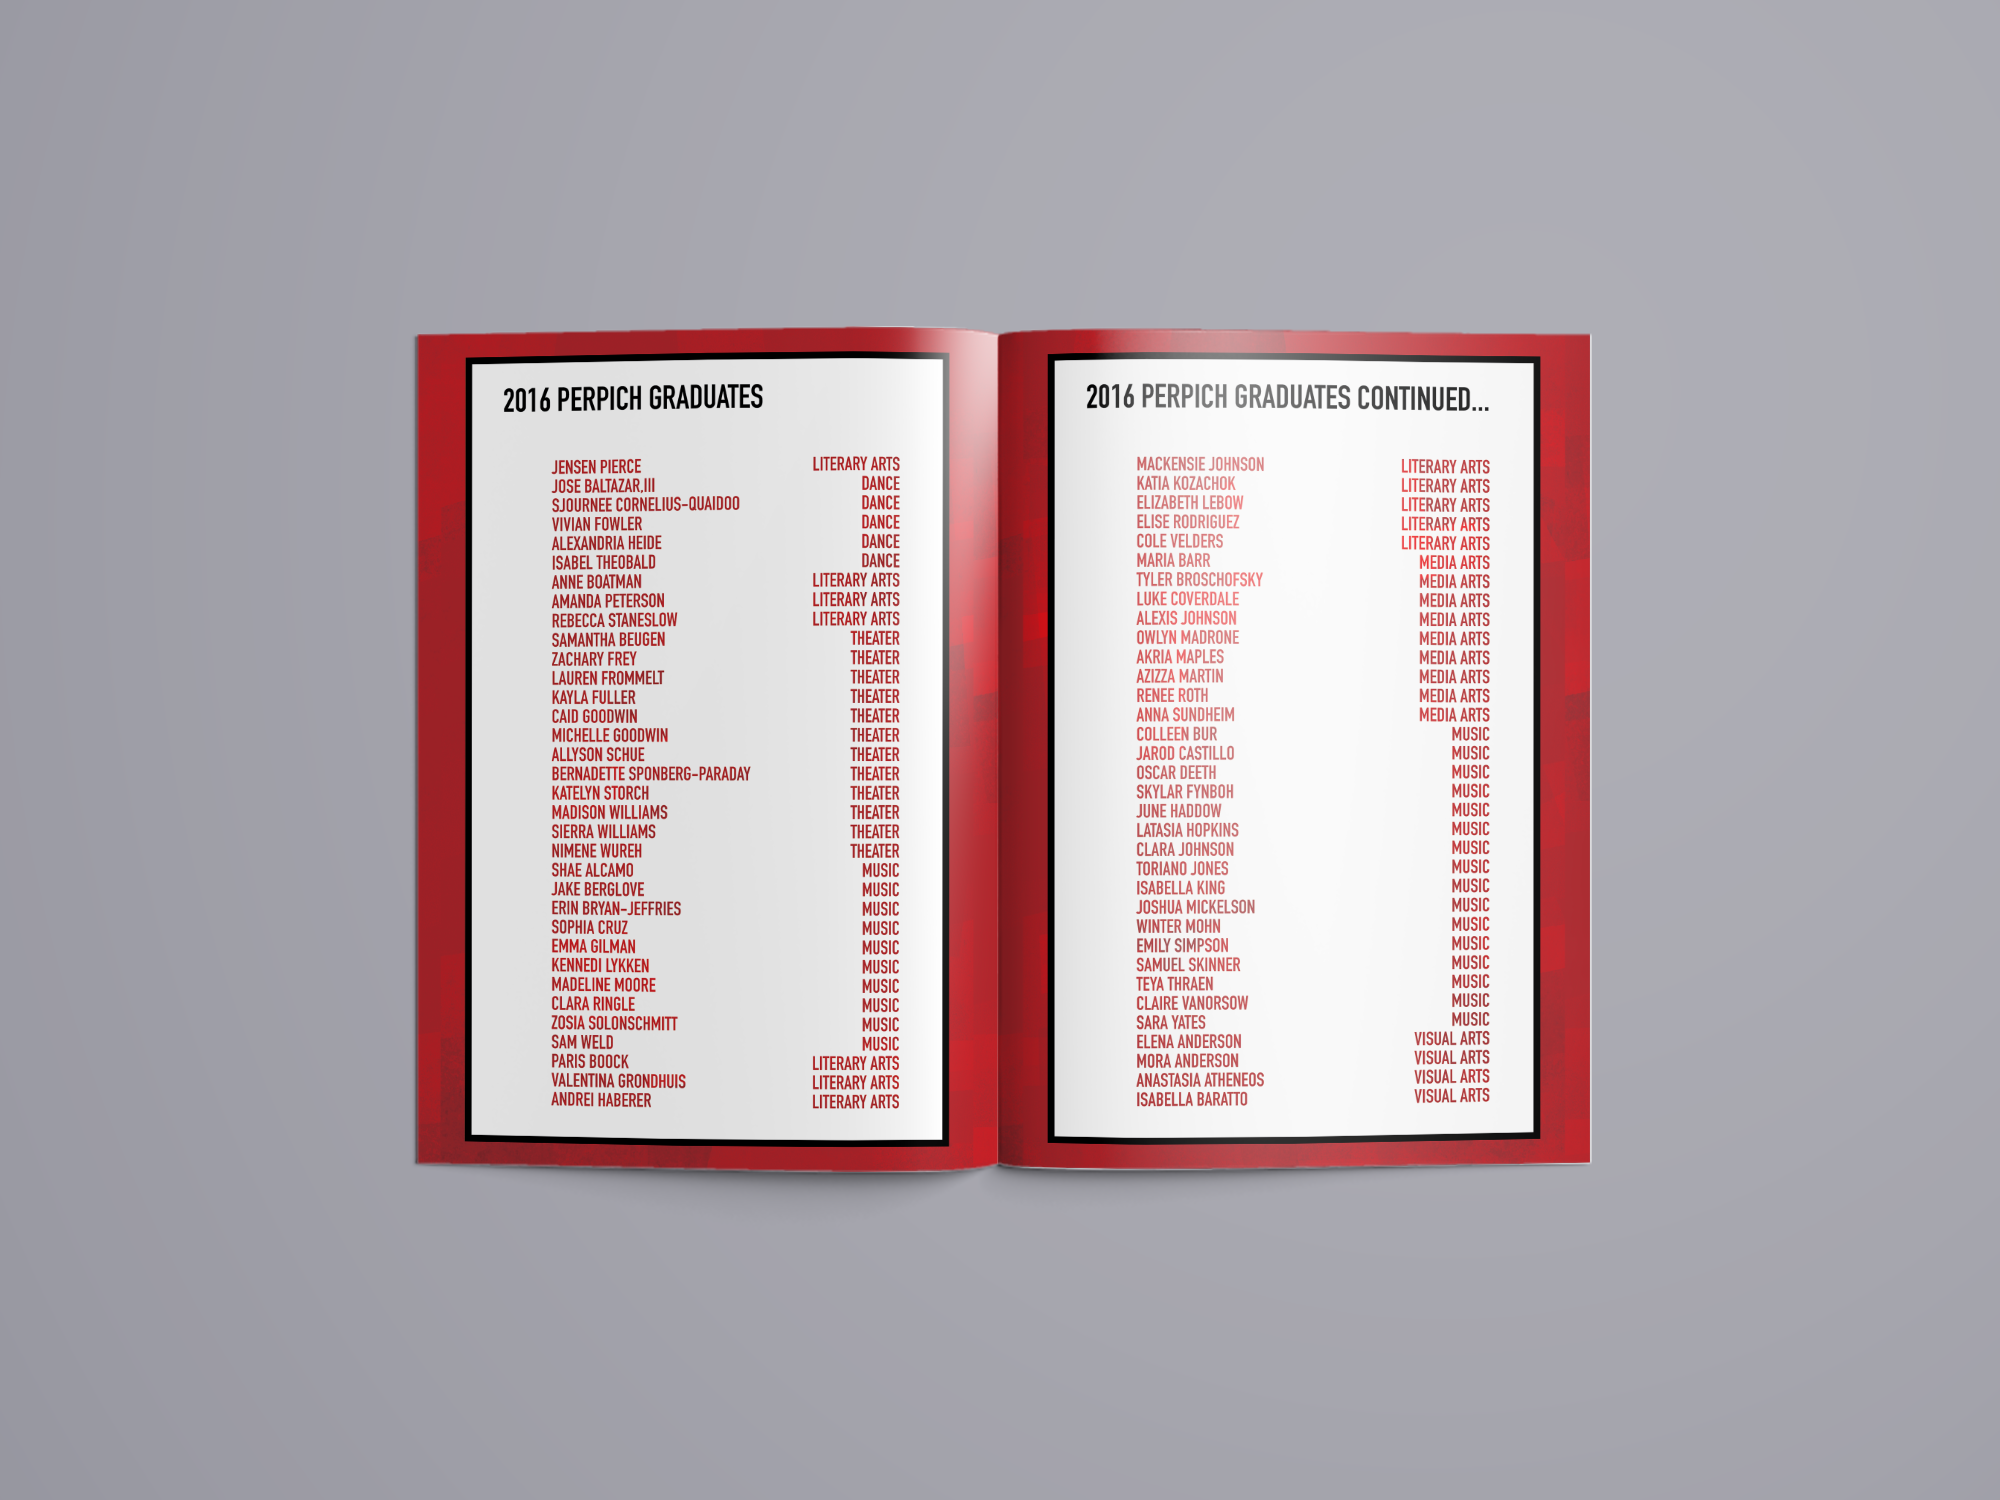 2016 PERPICH GRADUATES
JENSEN PIERCE LITERARY ARTS
JOSE BALTAZAR,III DANCE
SJOURNEE CORNELIUS-QUAIDOO DANCE
VIVIAN FOWLER DANCE
ALEXANDRIA HEIDE DANCE
ISABEL THEOBALD DANCE
ANNE BOATMAN LITERARY ARTS
AMANDA PETERSON LITERARY ARTS
REBECCA STANESLOW LITERARY ARTS
SAMANTHA BEUGEN THEATER
ZACHARY FREY THEATER
LAUREN FROMMELT THEATER
KAYLA FULLER THEATER
CAID GOODWIN THEATER
MICHELLE GOODWIN THEATER
ALLYSON SCHUE THEATER
BERNADETTE SPONBERG-PARADAY THEATER
KATELYN STORCH THEATER
MADISON WILLIAMS THEATER
SIERRA WILLIAMS THEATER
NIMENE WUREH THEATER
SHAE ALCAMO MUSIC
JAKE BERGLOVE MUSIC
ERIN BRYAN-JEFFRIES MUSIC
SOPHIA CRUZ MUSIC
EMMA GILMAN MUSIC
KENNEDI LYKKEN MUSIC
MADELINE MOORE MUSIC
CLARA RINGLE MUSIC
ZOSIA SOLONSCHMITT MUSIC
SAM WELD MUSIC
PARIS BOOCK LITERARY ARTS
VALENTINA GRONDHUIS LITERARY ARTS
ANDREI HABERER LITERARY ARTS
2016 PERPICH GRADUATES CONTINUED...
MACKENSIE JOHNSON LITERARY ARTS
KATIA KOZACHOK LITERARY ARTS
ELIZABETH LEBOW LITERARY ARTS
ELISE RODRIGUEZ LITERARY ARTS
COLE VELDERS LITERARY ARTS
MARIA BARR MEDIA ARTS
TYLER BROSCHOFSKY MEDIA ARTS
LUKE COVERDALE MEDIA ARTS
ALEXIS JOHNSON MEDIA ARTS
OWLYN MADRONE MEDIA ARTS
AKRIA MAPLES MEDIA ARTS
AZIZZA MARTIN MEDIA ARTS
RENEE ROTH MEDIA ARTS
ANNA SUNDHEIM MEDIA ARTS
COLLEEN BUR MUSIC
JAROD CASTILLO MUSIC
OSCAR DEETH MUSIC
SKYLAR FYNBOH MUSIC
JUNE HADDOW MUSIC
LATASIA HOPKINS MUSIC
CLARA JOHNSON MUSIC
TORIANO JONES MUSIC
ISABELLA KING MUSIC
JOSHUA MICKELSON MUSIC
WINTER MOHN MUSIC
EMILY SIMPSON MUSIC
SAMUEL SKINNER MUSIC
TEYA THRAEN MUSIC
CLAIRE VANORSOW MUSIC
SARA YATES MUSIC
ELENA ANDERSON VISUAL ARTS
MORA ANDERSON VISUAL ARTS
ANASTASIA ATHENEOS VISUAL ARTS
ISABELLA BARATTO VISUAL ARTS